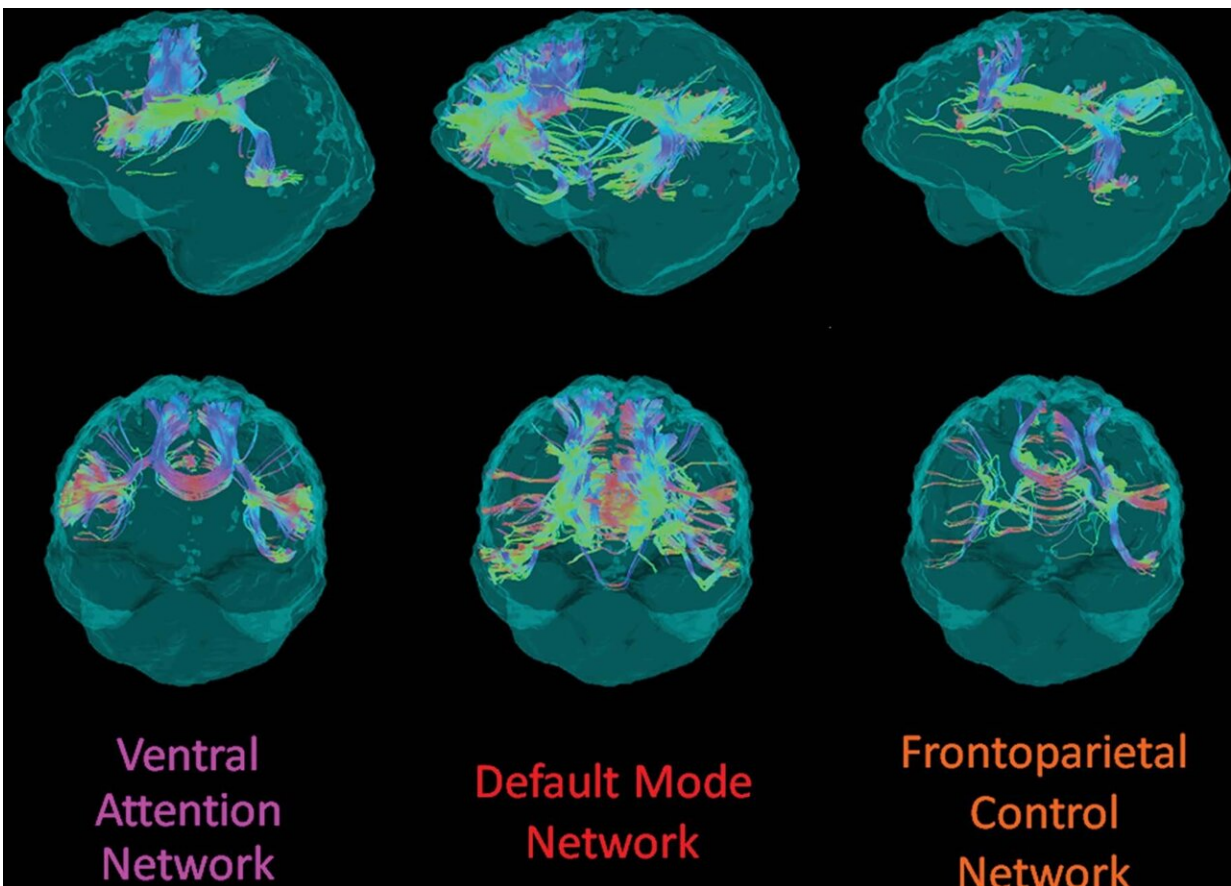 Ventral
Attention
Network
Default Mode
Network
Frontoparietal
Control
Network